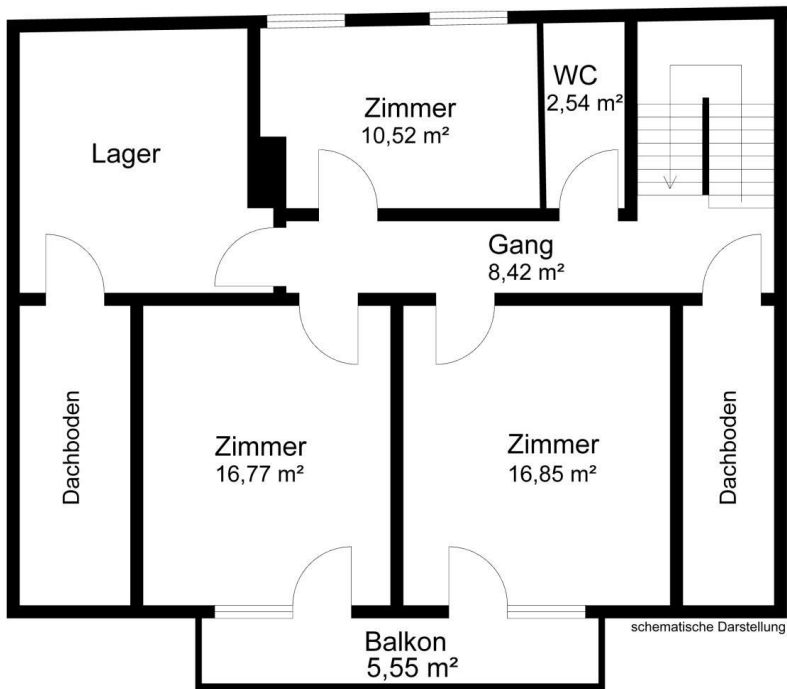 Lager
Zimmer
10,52 m²
WC
2,54 m²
Gang
8,42 m²
Dachboden
Zimmer
16,77 m²
Zimmer
16,85 m²
Dachboden
schematische Darstellung
Balkon
5,55 m²